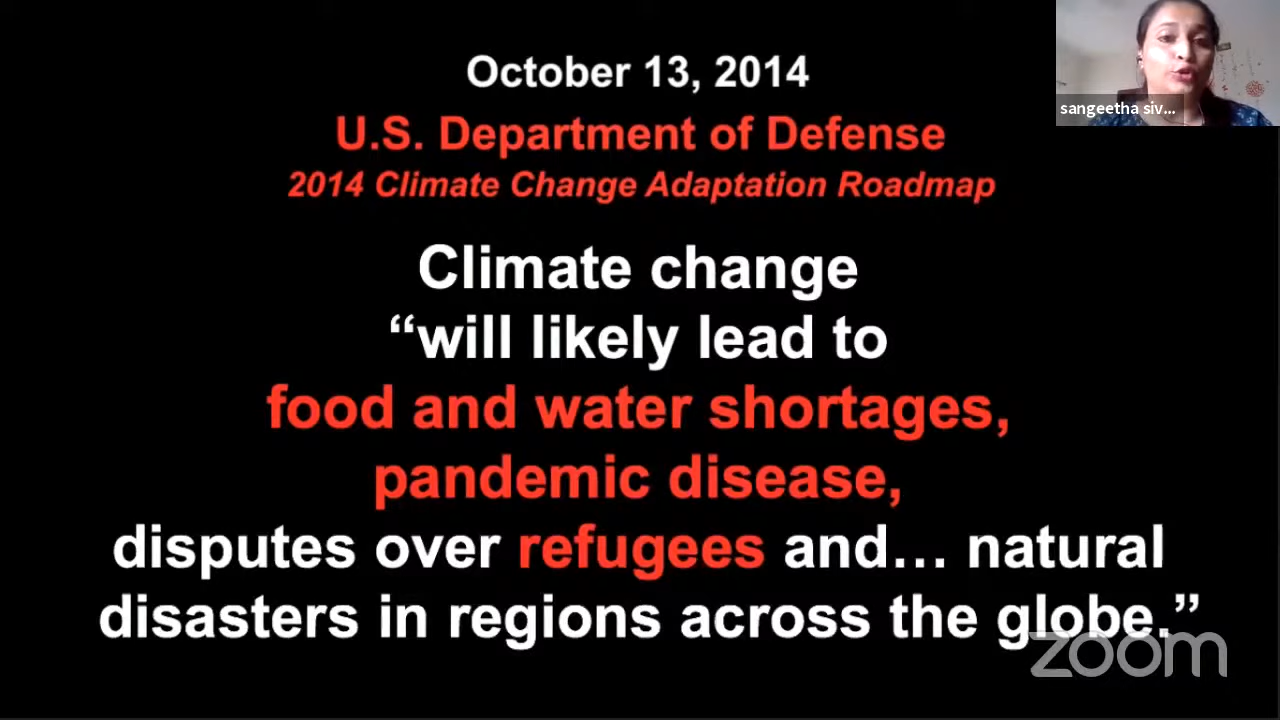 October 13, 2014
sangeetha siv...
U.S. Department of Defense
2014 Climate Change Adaptation Roadmap
Climate change
“will likely lead to
food and water shortages,
pandemic disease,
disputes over refugees and… natural
disasters in regions across the globe.”
zoom